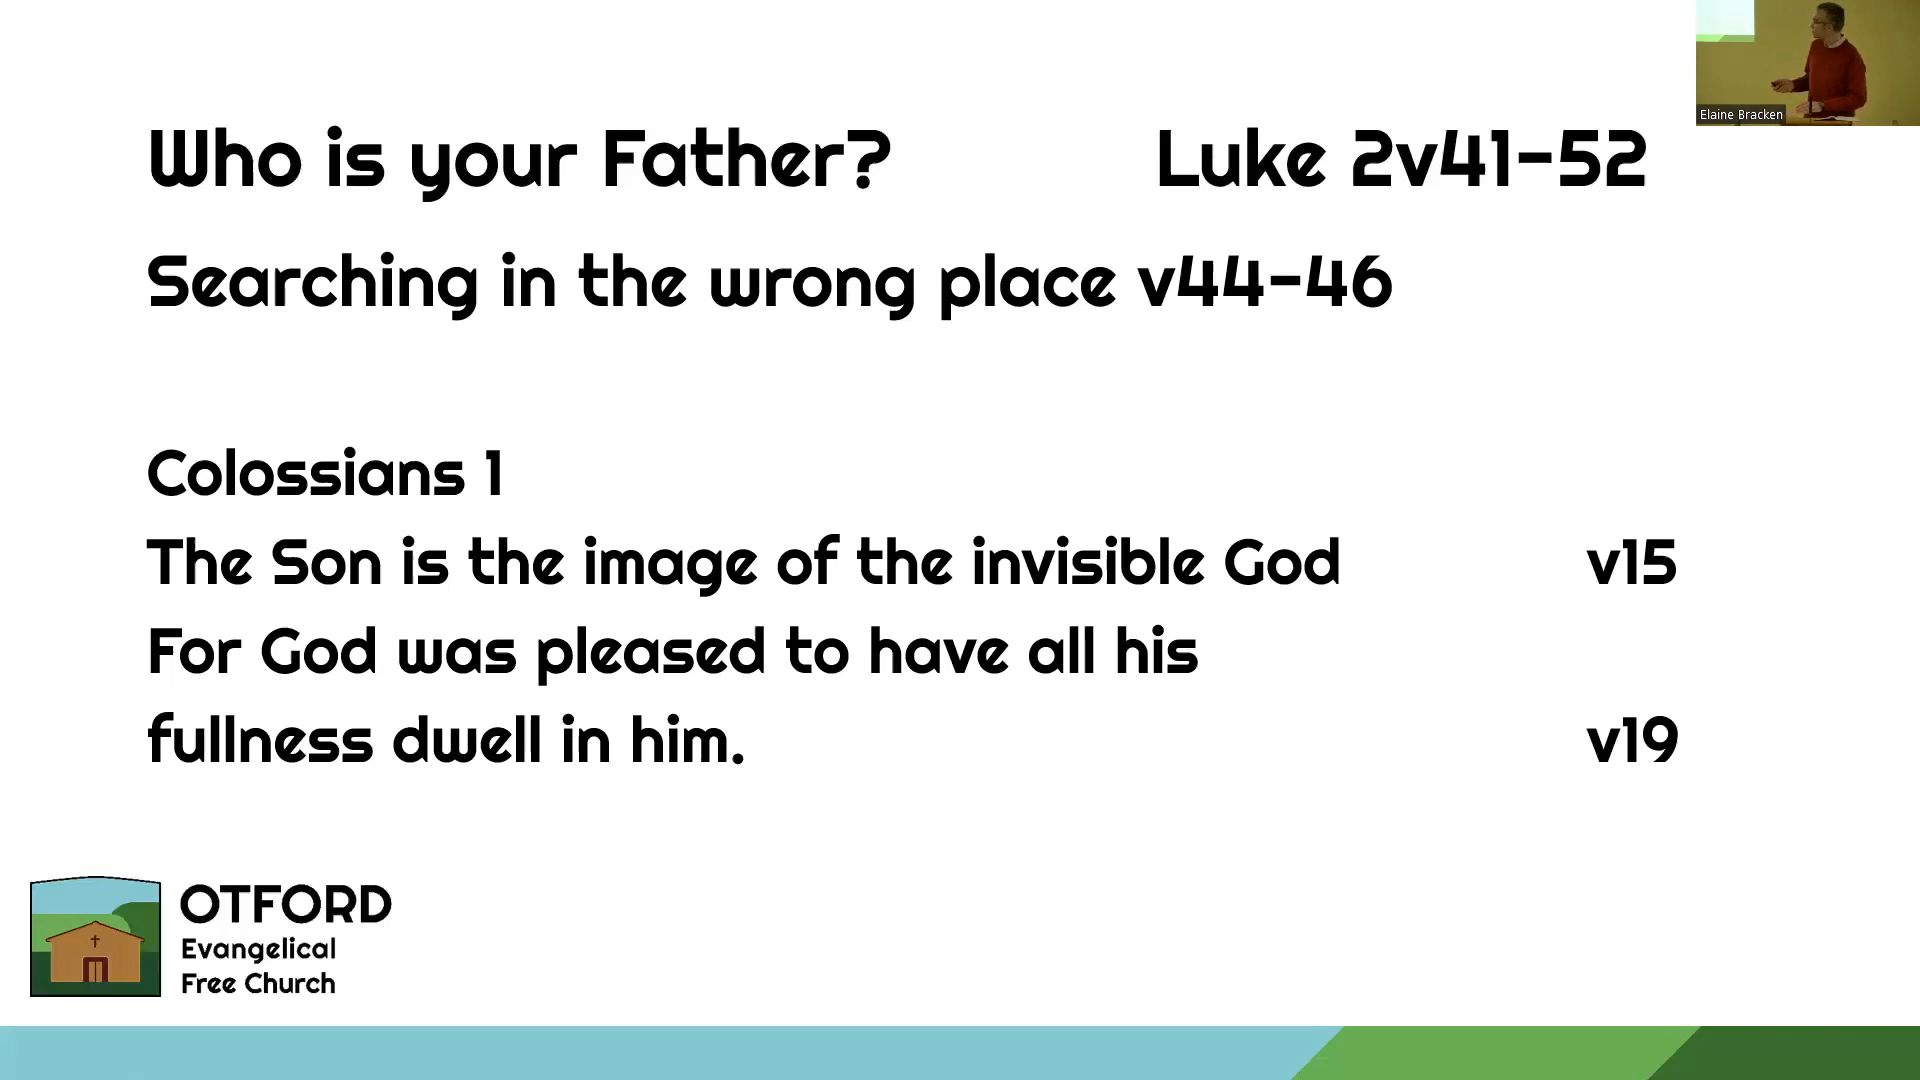 Elaine Bracken
Who is your Father? Luke 2v41-52
Searching in the wrong place v44-46
Colossians 1
The Son is the image of the invisible God v15
For God was pleased to have all his
fullness dwell in him. v19
OTFORD
Evangelical
Free Church